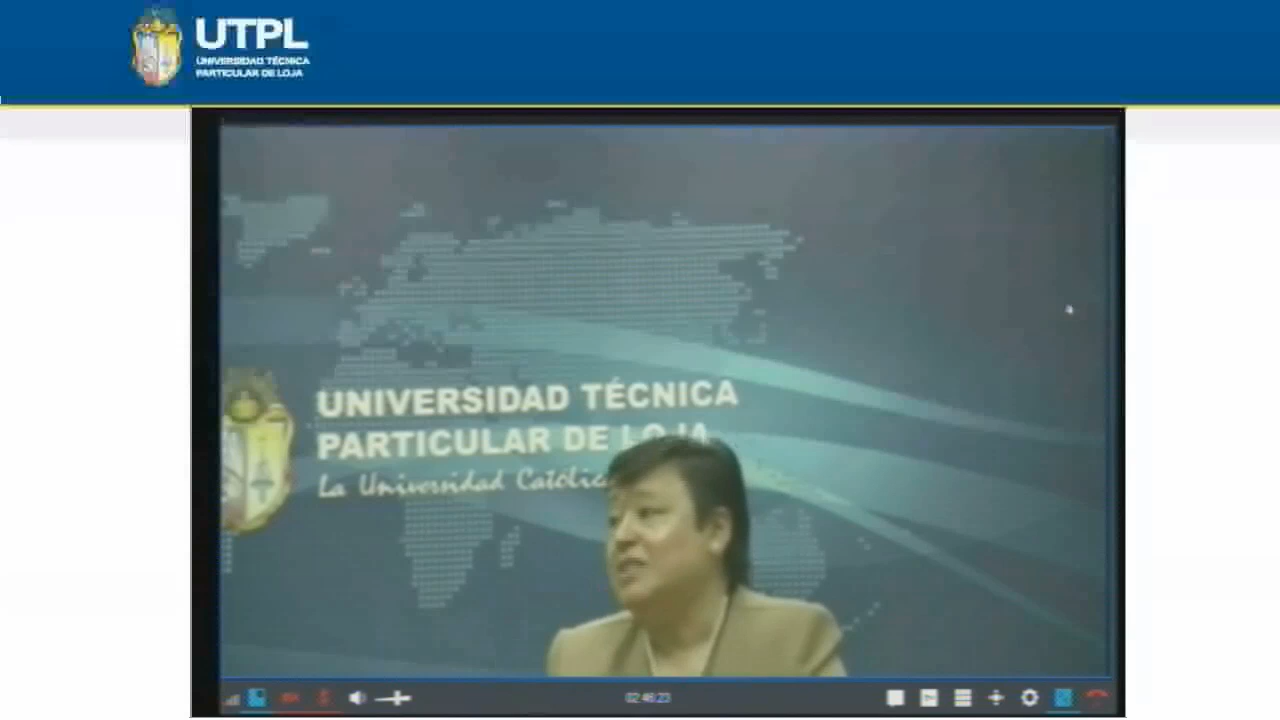 UTPL
UNIVERSIDAD TÉCNICA
PARTICULAR DE LOJA
UNIVERSIDAD TÉCNICA
PARTICULAR DE LOJA
La Universidad Católica
02:46:23